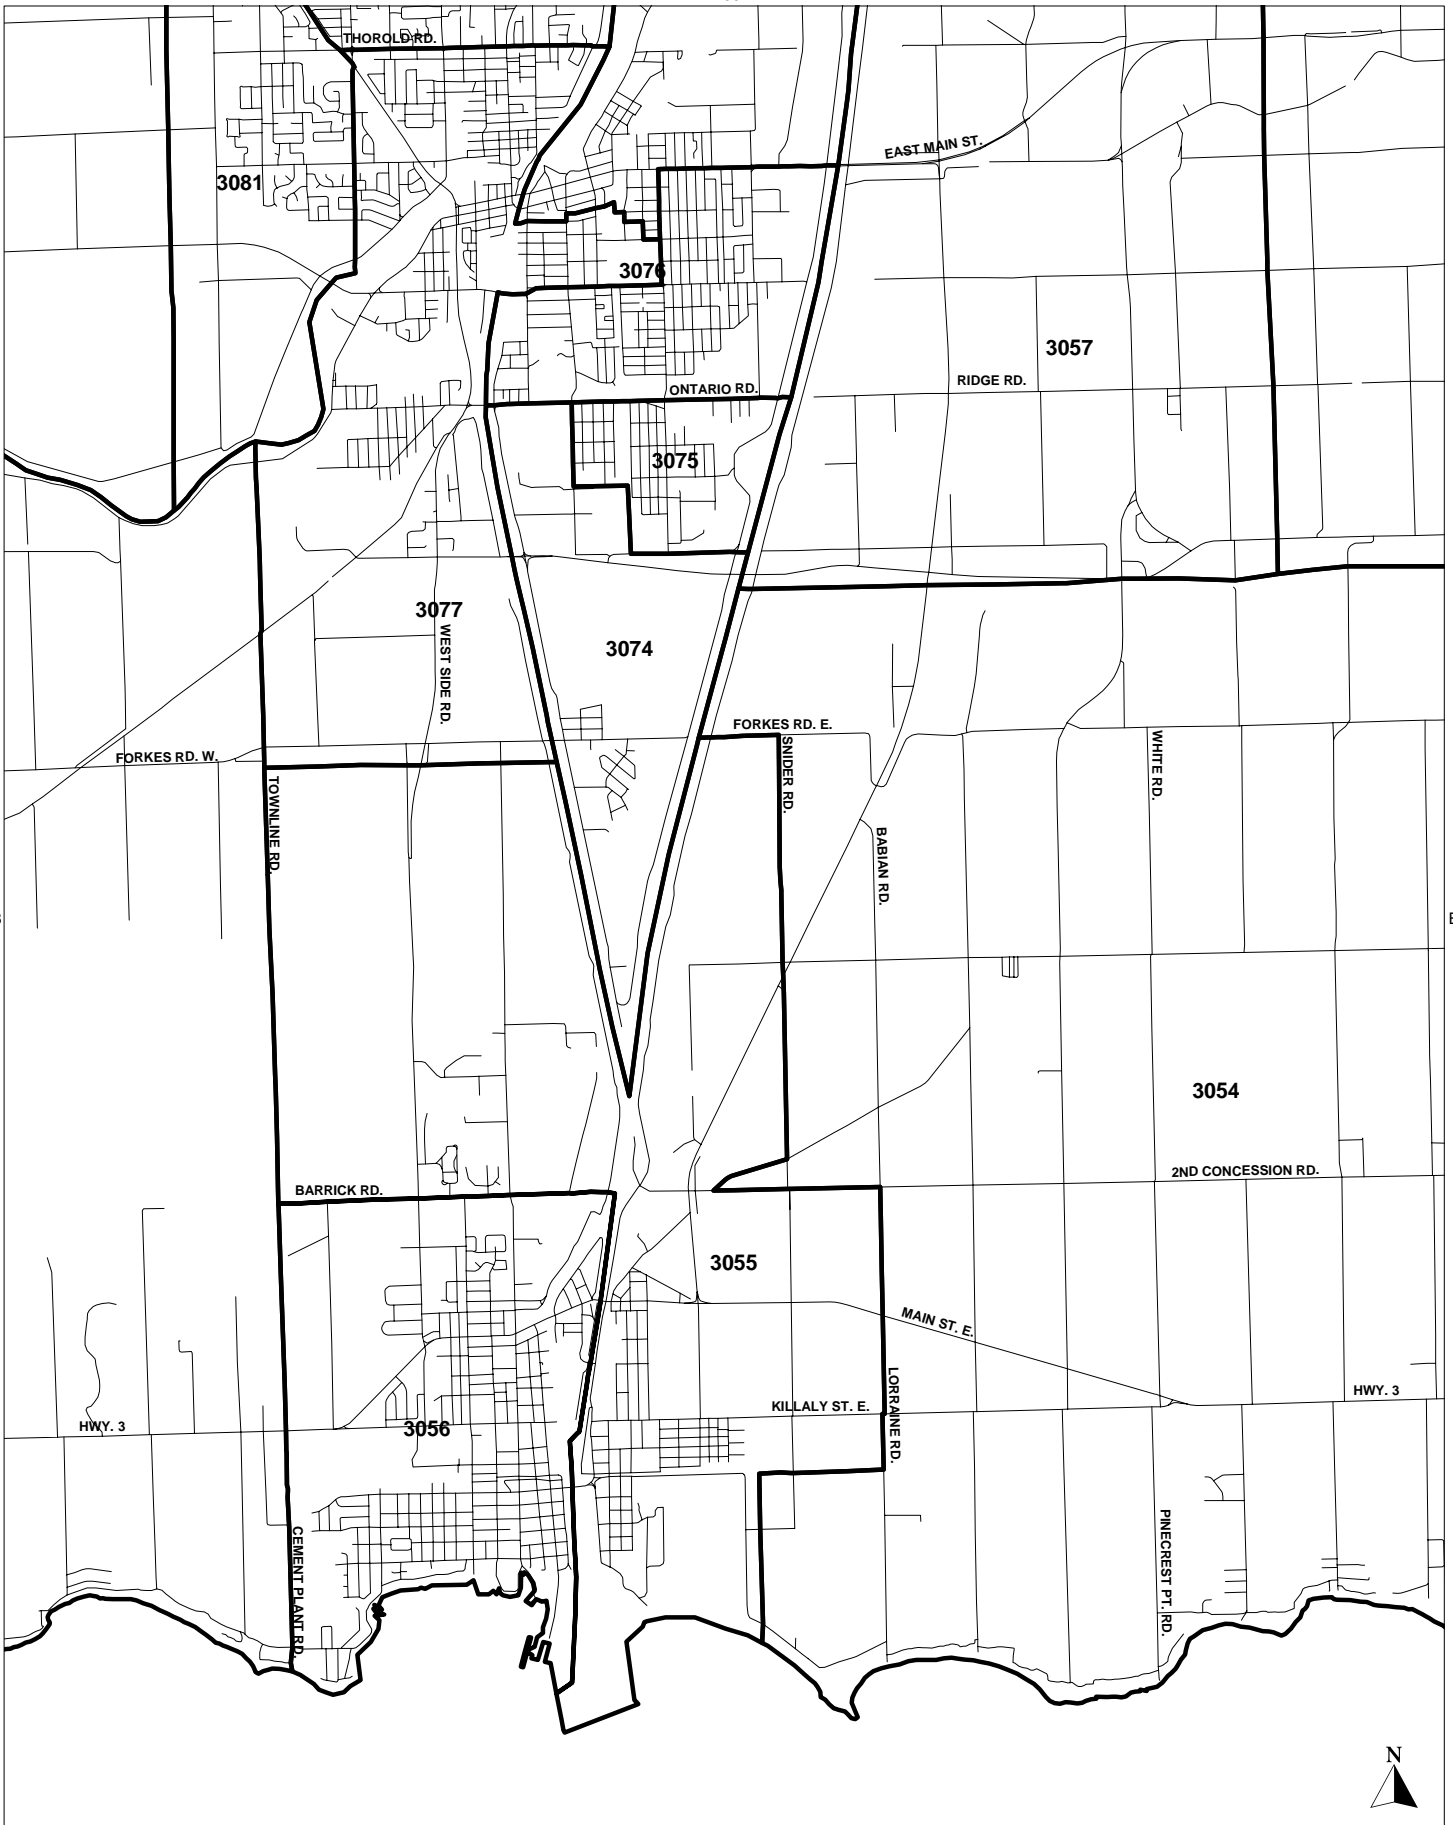 THOROLD RD.
EAST MAIN ST.
3081
3076
3057
RIDGE RD.
ONTARIO RD.
3075
3077
WEST SIDE RD.
3074
FORKES RD. E.
SNIDER RD.
WHITE RD.
FORKES RD. W.
TOWNLINE RD.
BABIAN RD.
3054
2ND CONCESSION RD.
BARRICK RD.
3055
MAIN ST. E.
LORRAINE RD.
HWY. 3
KILLALY ST. E.
HWY. 3
3056
CEMENT PLANT RD.
PINECREST PT. RD.
N